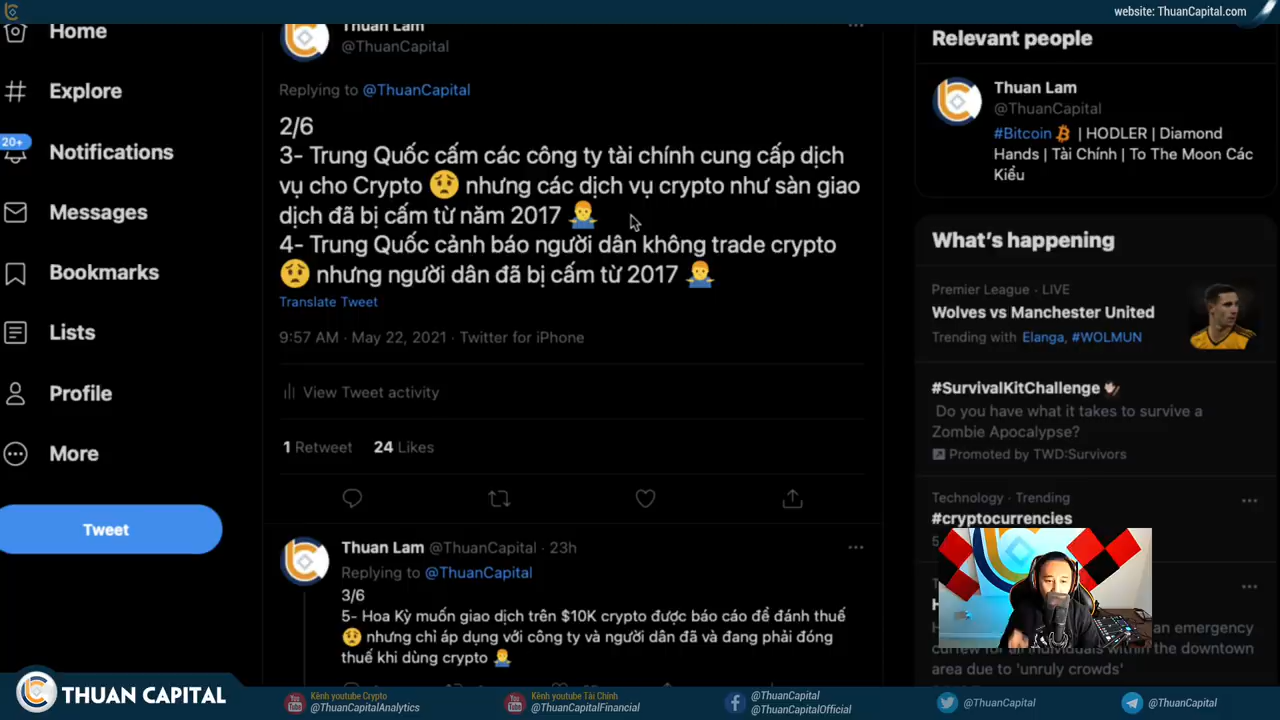 website: ThuanCapital.com
Home
Explore
20+
Notifications
Messages
Bookmarks
Lists
Profile
More
Tweet
Thuan Lam
@ThuanCapital
Replying to @ThuanCapital
2/6
3- Trung Quốc cấm các công ty tài chính cung cấp dịch
vụ cho Crypto 😟 nhưng các dịch vụ crypto như sàn giao
dịch đã bị cấm từ năm 2017 🤷‍♂️
4- Trung Quốc cảnh báo người dân không trade crypto
😟 nhưng người dân đã bị cấm từ 2017 🤷‍♂️
Translate Tweet
9:57 AM · May 22, 2021 · Twitter for iPhone
View Tweet activity
1 Retweet 24 Likes
Thuan Lam @ThuanCapital · 23h
Replying to @ThuanCapital
3/6
5- Hoa Kỳ muốn giao dịch trên $10K crypto được báo cáo để đánh thuế
😟 nhưng chỉ áp dụng với công ty và người dân đã và đang phải đóng
thuế khi dùng crypto 🤷‍♂️
Relevant people
Thuan Lam
@ThuanCapital
#Bitcoin | HODLER | Diamond
Hands | Tài Chính | To The Moon Các
Kiểu
What's happening
Premier League · LIVE
Wolves vs Manchester United
Trending with Elanga, #WOLMUN
#SurvivalKitChallenge
Do you have what it takes to survive a
Zombie Apocalypse?
Promoted by TWD:Survivors
Technology · Trending
#cryptocurrencies
an emergency
curfew for all individuals within the downtown
area due to 'unruly crowds'
THUAN CAPITAL
Kênh youtube Crypto
@ThuanCapitalAnalytics
Kênh youtube Tài Chính
@ThuanCapitalFinancial
@ThuanCapital
@ThuanCapitalOfficial
@ThuanCapital
@ThuanCapital